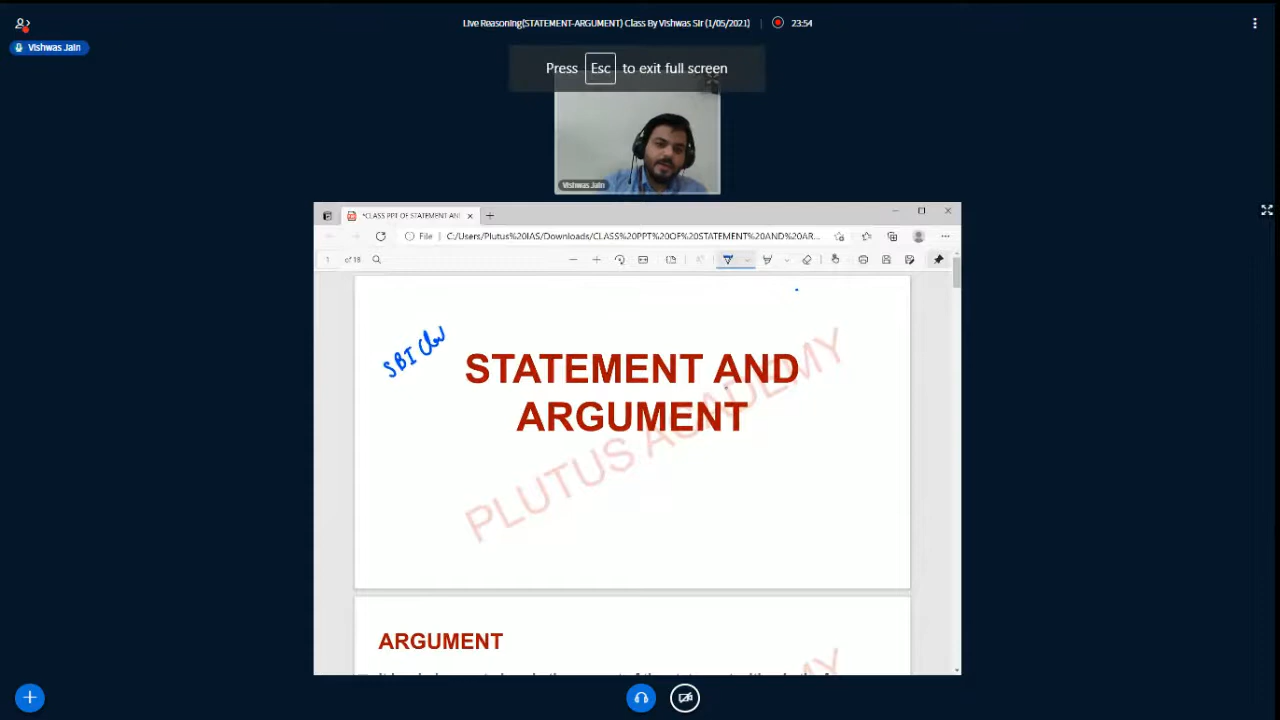 Live Reasoning(STATEMENT-ARGUMENT) Class By Vishwas Sir (1/05/2021)
23:54
Vishwas Jain
Press Esc to exit full screen
Vishwas Jain
*CLASS PPT OF STATEMENT AN
File
C:/Users/Plutus%20IAS/Downloads/CLASS%20PPT%20OF%20STATEMENT%20AND%20AR...
1 of 18
SBI
STATEMENT AND
ARGUMENT
PLUTUS ACADEMY
ARGUMENT